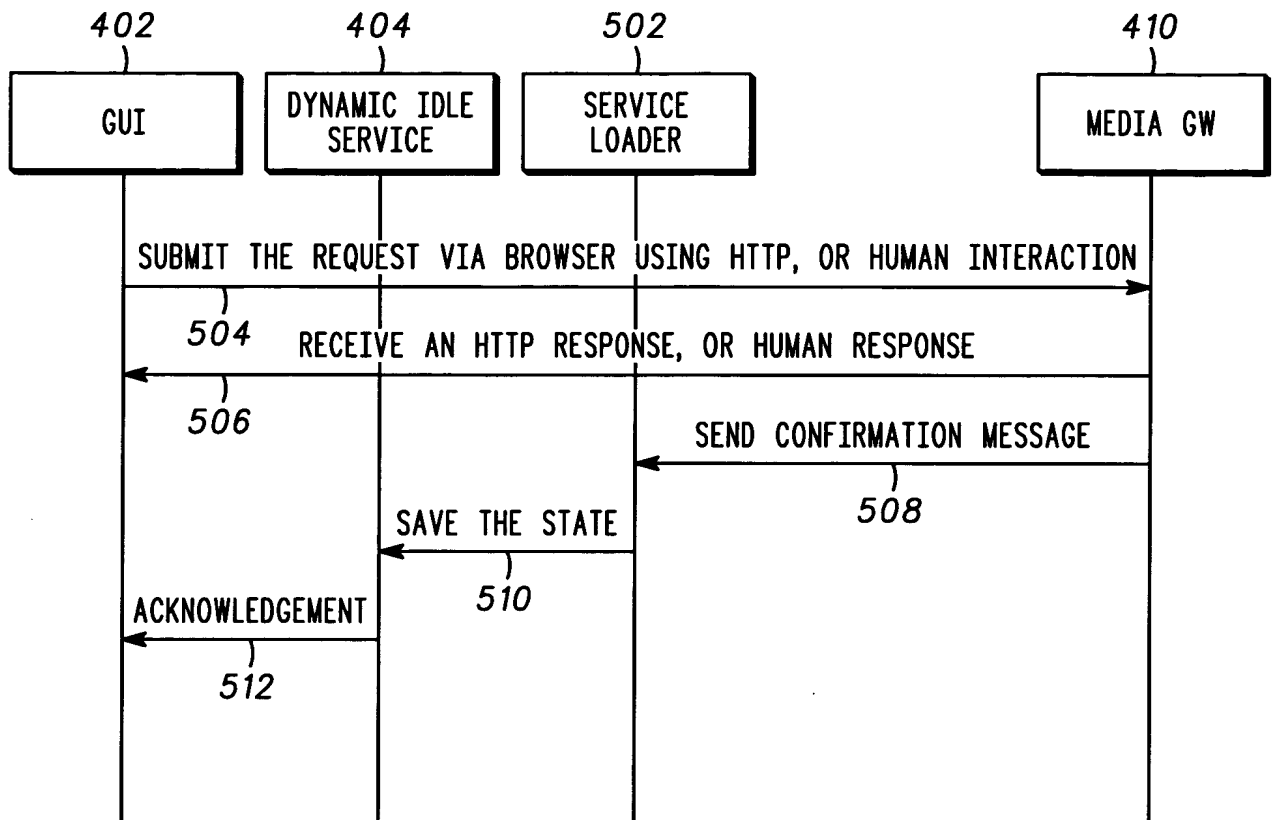 402
404
502
410
GUI
DYNAMIC IDLE
SERVICE
SERVICE
LOADER
MEDIA GW
SUBMIT THE REQUEST VIA BROWSER USING HTTP, OR HUMAN INTERACTION
504
RECEIVE AN HTTP RESPONSE, OR HUMAN RESPONSE
506
SEND CONFIRMATION MESSAGE
508
SAVE THE STATE
510
ACKNOWLEDGEMENT
512